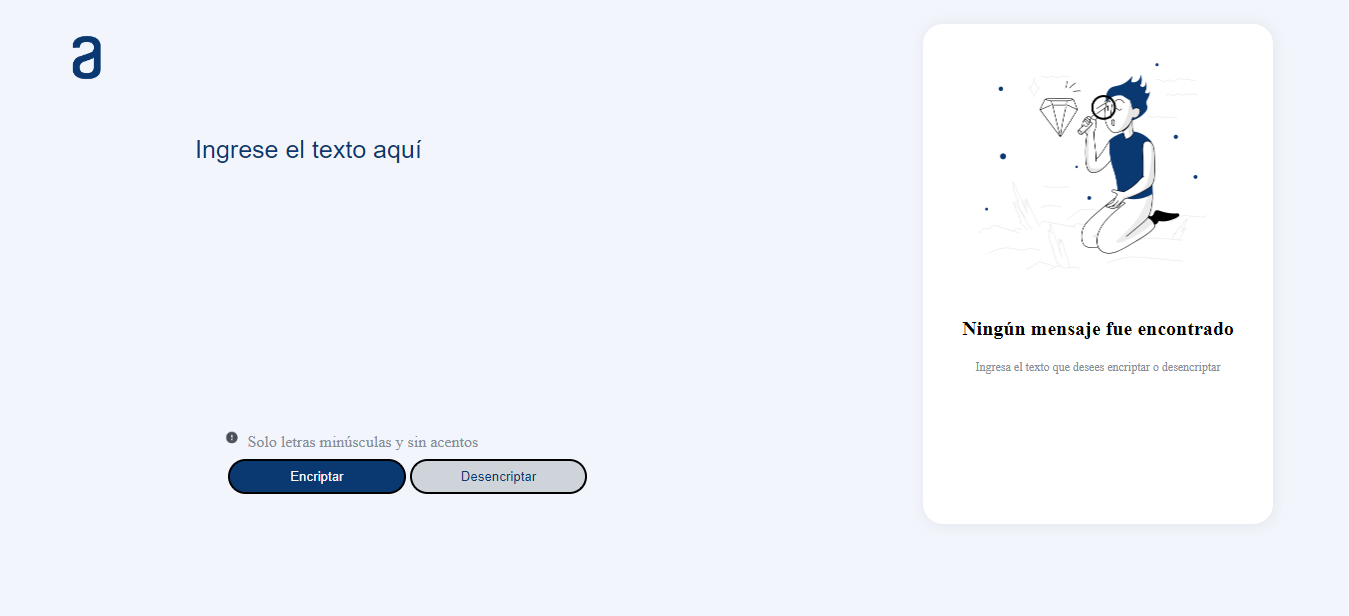 a
Ingrese el texto aquí
Solo letras minúsculas y sin acentos
Encriptar
Desencriptar
Ningún mensaje fue encontrado
Ingresa el texto que desees encriptar o desencriptar